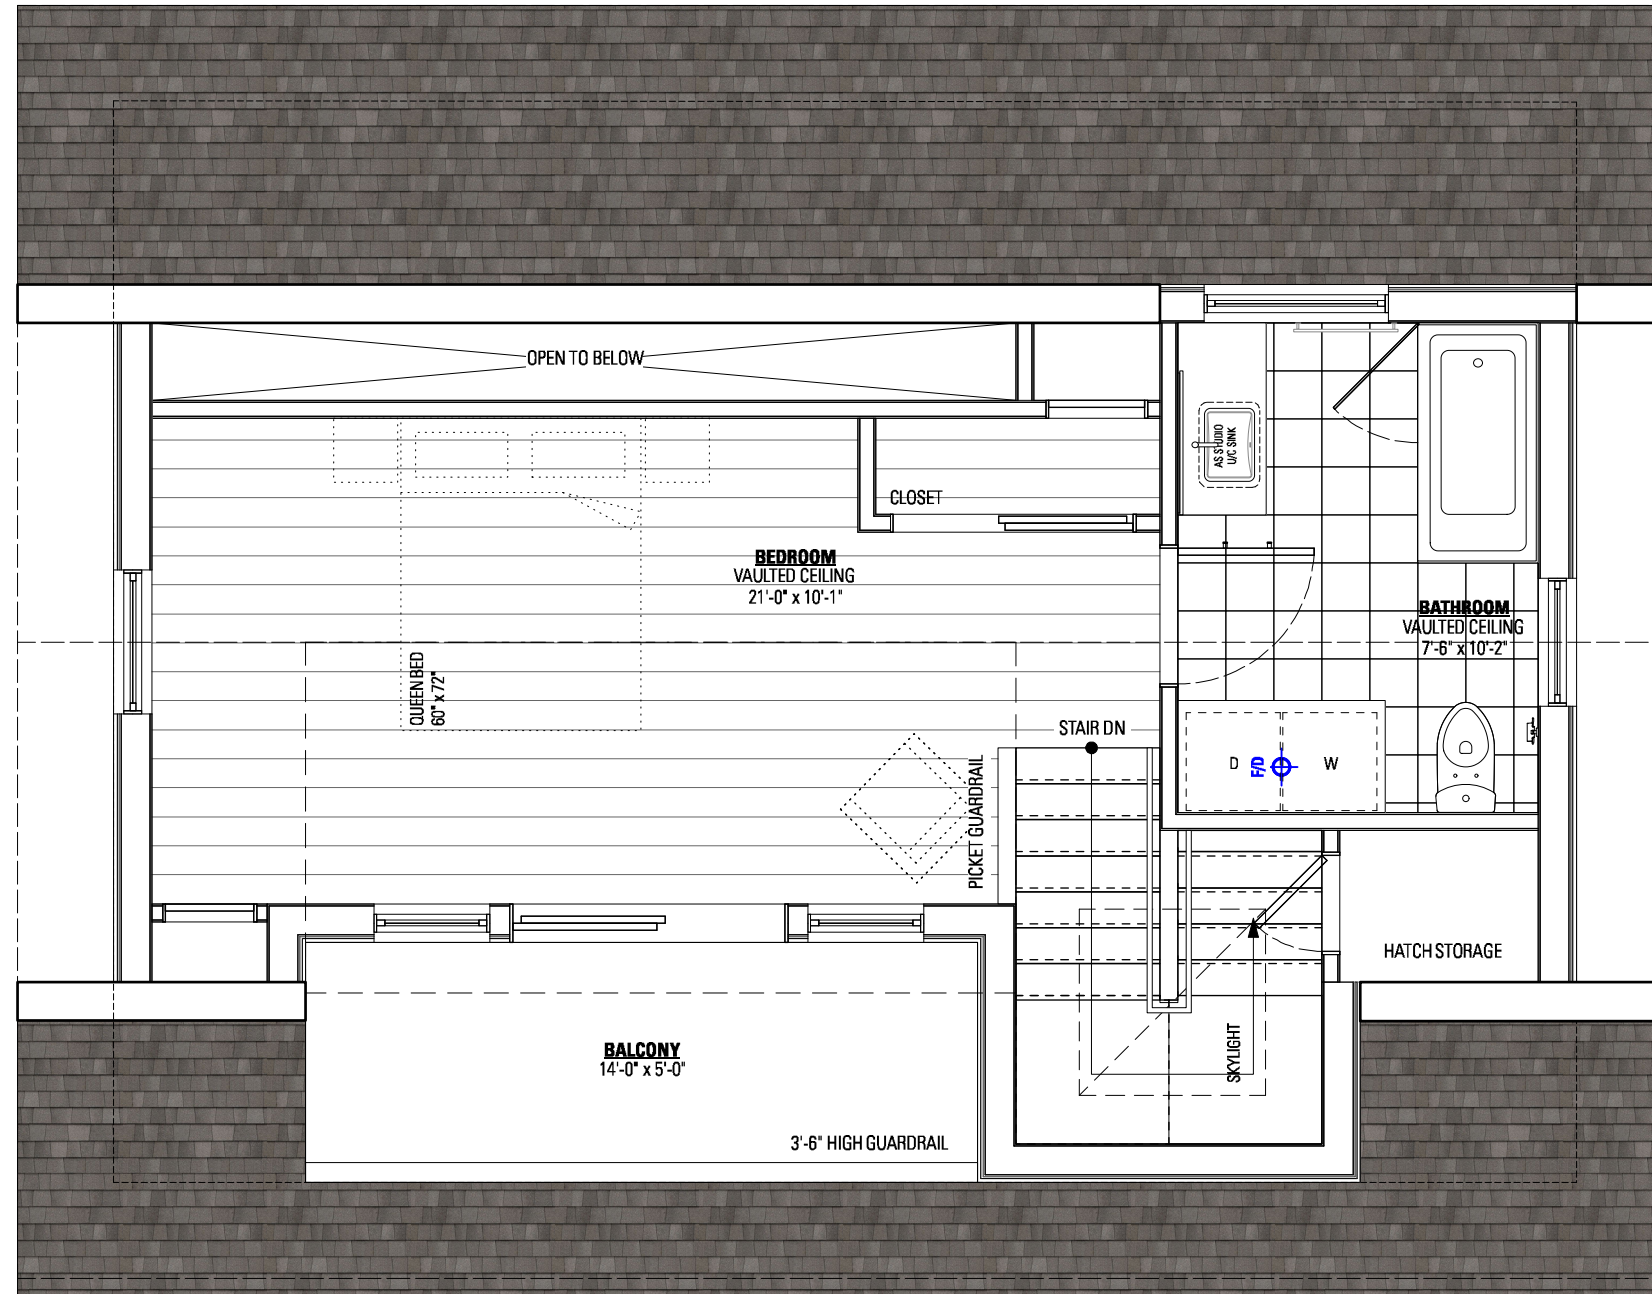 OPEN TO BELOW
AS STUDIO
U/C SINK
CLOSET
BEDROOM
VAULTED CEILING
21'-0" x 10'-1"
BATHROOM
VAULTED CEILING
7'-6" x 10'-2"
QUEEN BED
60" x 72"
STAIR DN
PICKET GUARDRAIL
D
F/D
W
HATCH STORAGE
SKYLIGHT
BALCONY
14'-0" x 5'-0"
3'-6" HIGH GUARDRAIL